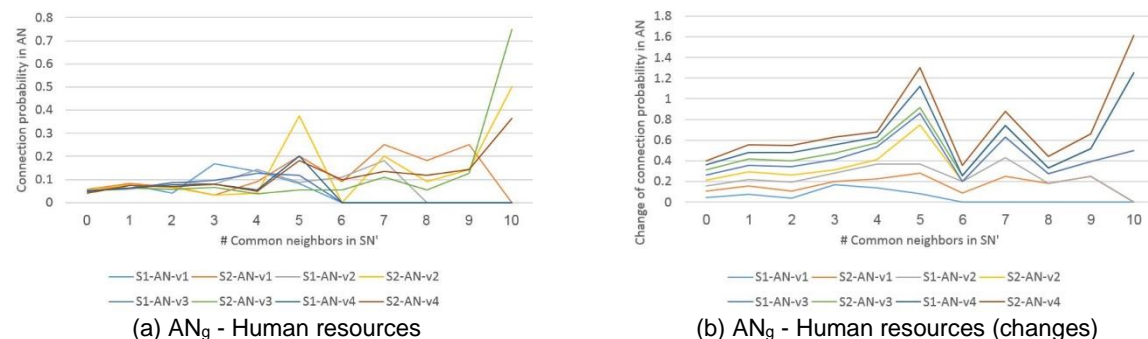 Connection probability in AN
0.8
0.7
0.6
0.5
0.4
0.3
0.2
0.1
0
0 1 2 3 4 5 6 7 8 9 10
# Common neighbors in SN'
S1-AN-v1 S2-AN-v1 S1-AN-v2 S2-AN-v2
S1-AN-v3 S2-AN-v3 S1-AN-v4 S2-AN-v4
(a) ANg - Human resources
Change of connection probability in AN
1.8
1.6
1.4
1.2
1
0.8
0.6
0.4
0.2
0
0 1 2 3 4 5 6 7 8 9 10
# Common neighbors in SN'
S1-AN-v1 S2-AN-v1 S1-AN-v2 S2-AN-v2
S1-AN-v3 S2-AN-v3 S1-AN-v4 S2-AN-v4
(b) ANg - Human resources (changes)